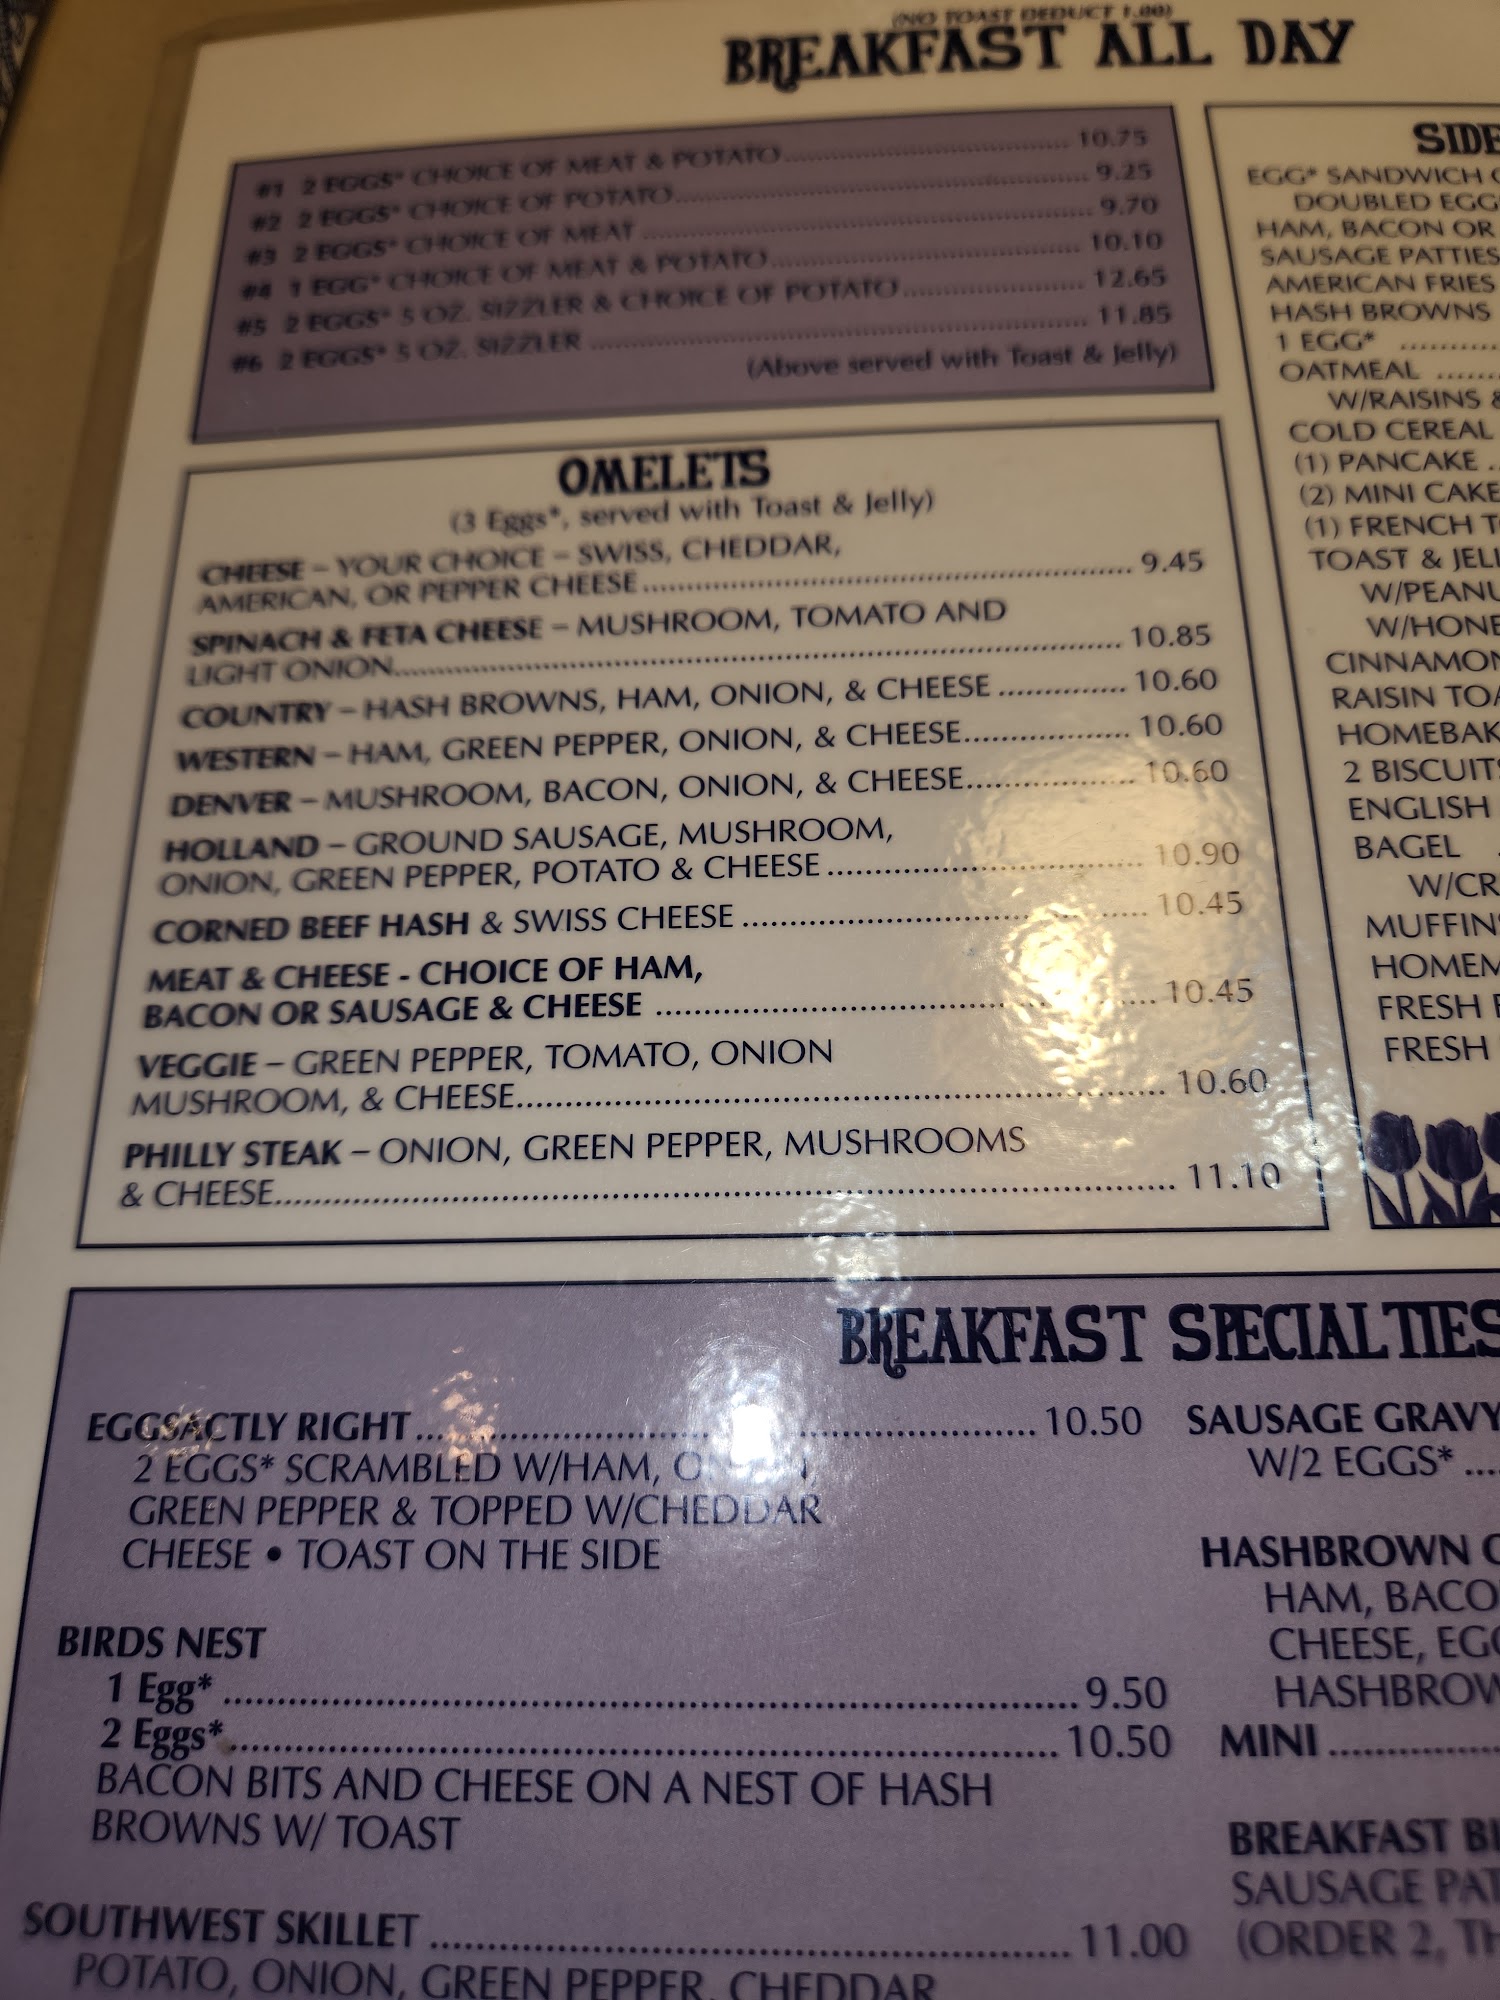 (NO TOAST DEDUCT 1.00)
BREAKFAST ALL DAY
#1 2 EGGS* CHOICE OF MEAT & POTATO 10.75
#2 2 EGGS* CHOICE OF POTATO 9.25
#3 2 EGGS* CHOICE OF MEAT 9.70
#4 1 EGG* CHOICE OF MEAT & POTATO 10.10
#5 2 EGGS* 5 OZ. SIZZLER & CHOICE OF POTATO 12.65
#6 2 EGGS* 5 OZ. SIZZLER 11.85
(Above served with Toast & Jelly)
OMELETS
(3 Eggs*, served with Toast & Jelly)
CHEESE – YOUR CHOICE – SWISS, CHEDDAR,
AMERICAN, OR PEPPER CHEESE 9.45
SPINACH & FETA CHEESE – MUSHROOM, TOMATO AND
LIGHT ONION 10.85
COUNTRY – HASH BROWNS, HAM, ONION, & CHEESE 10.60
WESTERN – HAM, GREEN PEPPER, ONION, & CHEESE 10.60
DENVER – MUSHROOM, BACON, ONION, & CHEESE 10.60
HOLLAND – GROUND SAUSAGE, MUSHROOM,
ONION, GREEN PEPPER, POTATO & CHEESE 10.90
CORNED BEEF HASH & SWISS CHEESE 10.45
MEAT & CHEESE - CHOICE OF HAM,
BACON OR SAUSAGE & CHEESE 10.45
VEGGIE – GREEN PEPPER, TOMATO, ONION
MUSHROOM, & CHEESE 10.60
PHILLY STEAK – ONION, GREEN PEPPER, MUSHROOMS
& CHEESE 11.10
SIDE
EGG* SANDWICH
DOUBLED EGG
HAM, BACON OR
SAUSAGE PATTIES
AMERICAN FRIES
HASH BROWNS
1 EGG*
OATMEAL
W/RAISINS &
COLD CEREAL
(1) PANCAKE
(2) MINI CAKE
(1) FRENCH
TOAST & JELL
W/PEANU
W/HONE
CINNAMON
RAISIN TOA
HOMEBAK
2 BISCUITS
ENGLISH
BAGEL
W/CR
MUFFINS
HOMEM
FRESH
FRESH
BREAKFAST SPECIALTIES
EGGSACTLY RIGHT 10.50
2 EGGS* SCRAMBLED W/HAM, ONION,
GREEN PEPPER & TOPPED W/CHEDDAR
CHEESE • TOAST ON THE SIDE
BIRDS NEST
1 Egg* 9.50
2 Eggs* 10.50
BACON BITS AND CHEESE ON A NEST OF HASH
BROWNS W/ TOAST
SOUTHWEST SKILLET 11.00
POTATO, ONION, GREEN PEPPER, CHEDDAR
SAUSAGE GRAVY
W/2 EGGS*
HASHBROWN
HAM, BACO
CHEESE, EGG
HASHBROW
MINI
BREAKFAST BI
SAUSAGE PAT
(ORDER 2, TH